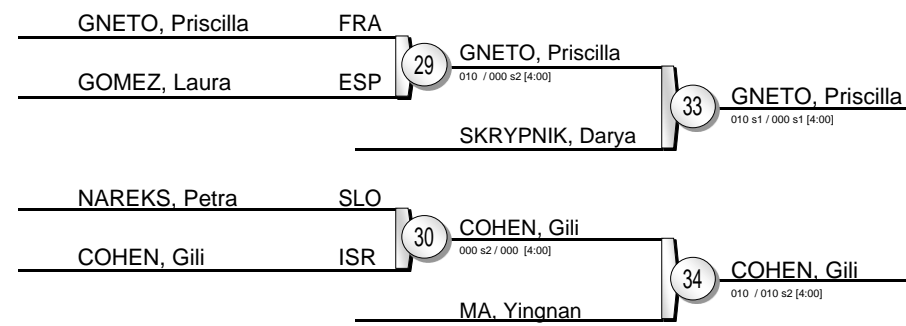 GNETO, Priscilla FRA
GOMEZ, Laura ESP
29
GNETO, Priscilla
010 / 000 s2 [4:00]
SKRYPNIK, Darya
33
GNETO, Priscilla
010 s1 / 000 s1 [4:00]
NAREKS, Petra SLO
COHEN, Gili ISR
30
COHEN, Gili
000 s2 / 000 [4:00]
MA, Yingnan
34
COHEN, Gili
010 / 010 s2 [4:00]